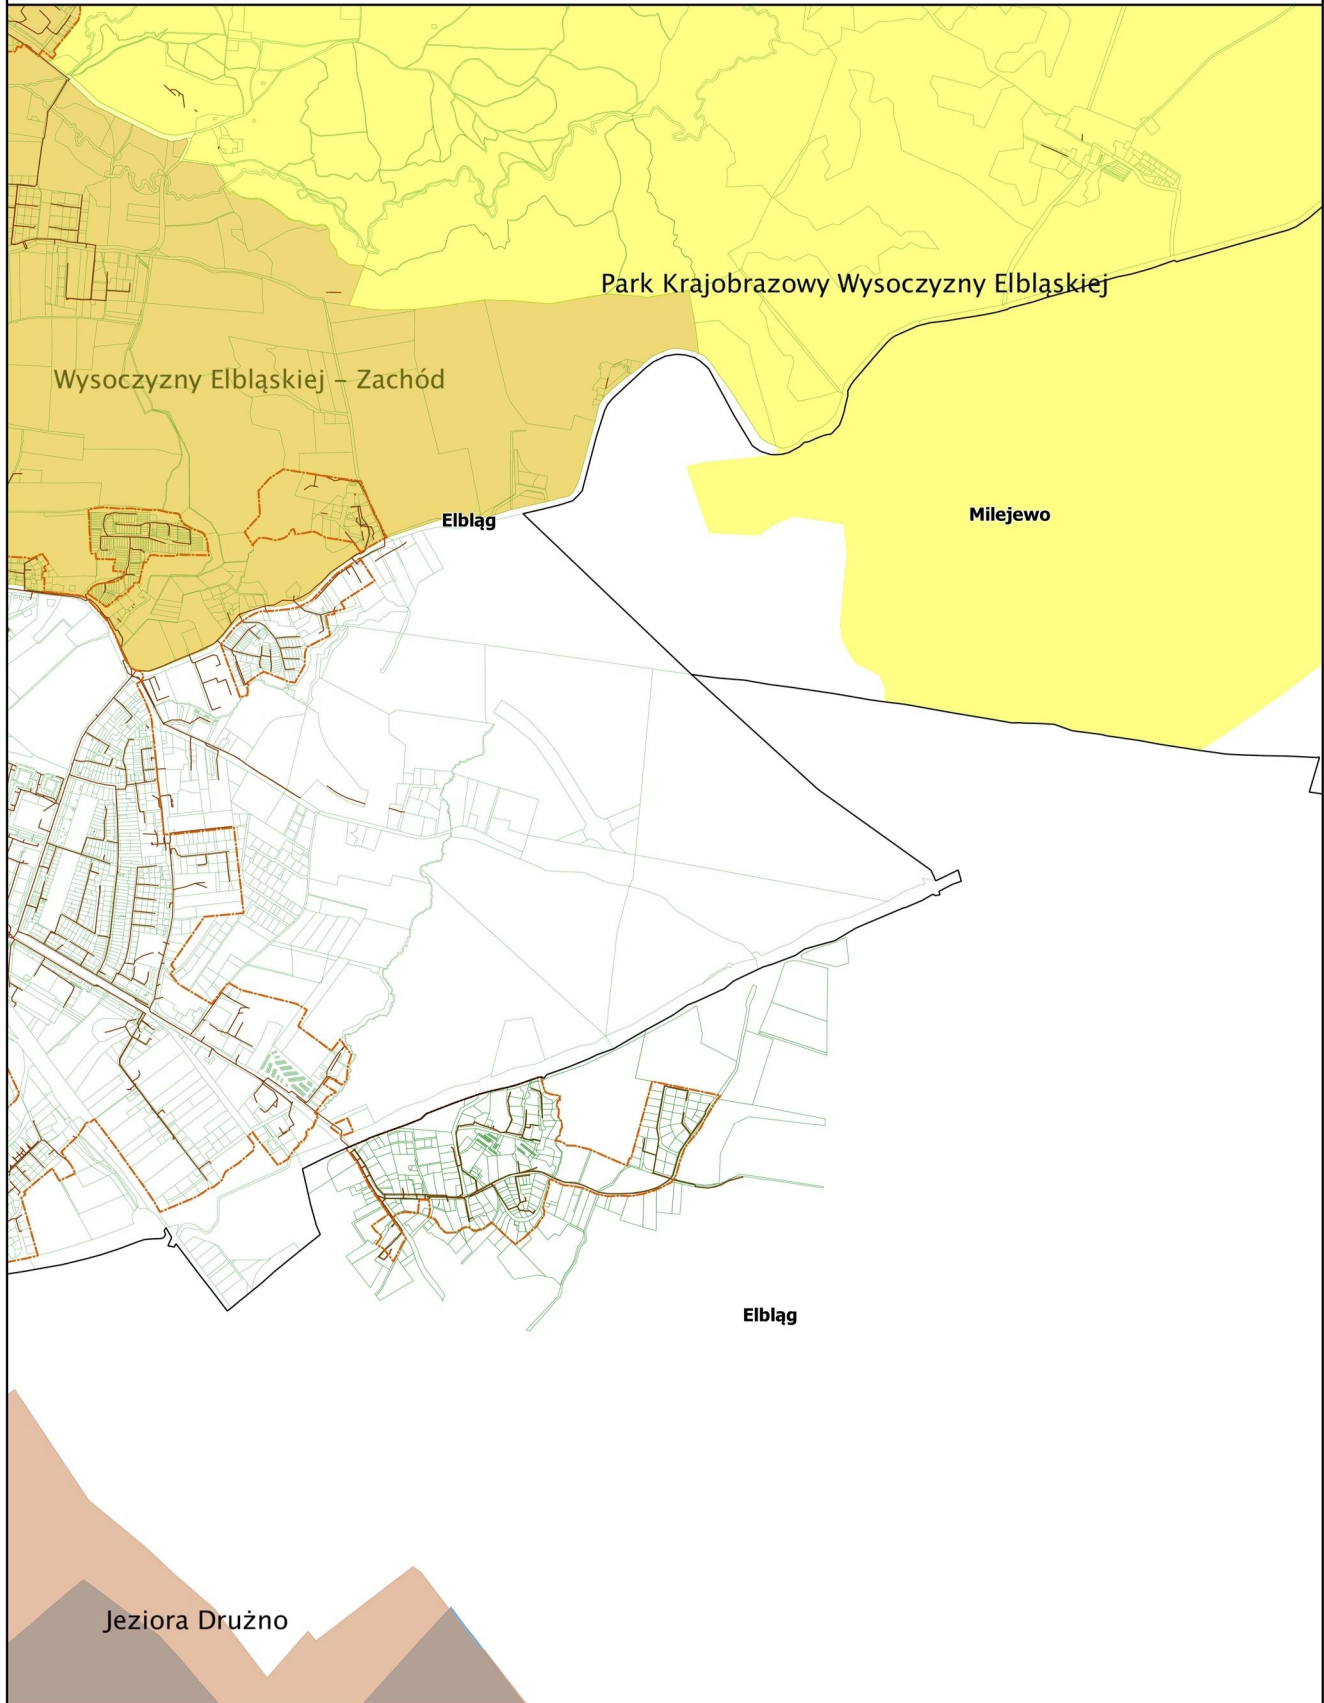 Park Krajobrazowy Wysoczyzny Elbląskiej
Wysoczyzny Elbląskiej – Zachód
Elbląg
Milejewo
Elbląg
Jeziora Drużno